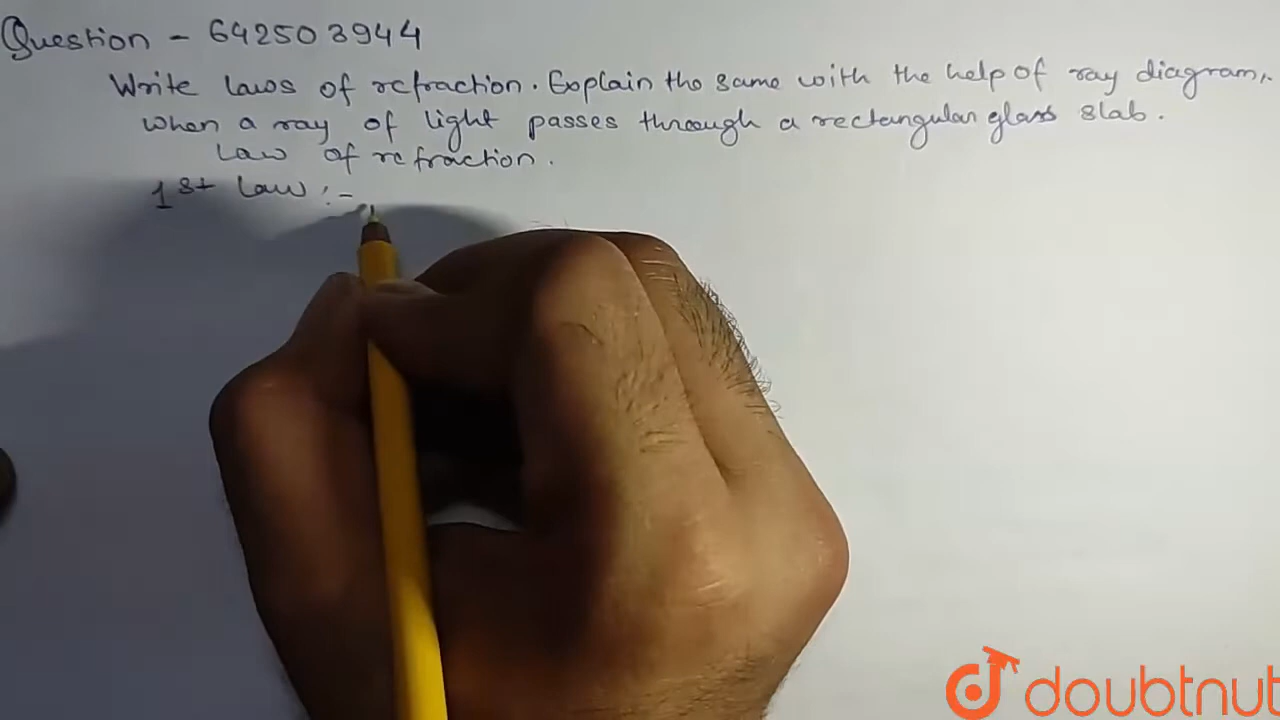 Question - 642503944
Write laws of refraction. Explain the same with the help of ray diagram,
when a ray of light passes through a rectangular glass slab.
Law of refraction.
1st law :-
doubtnut